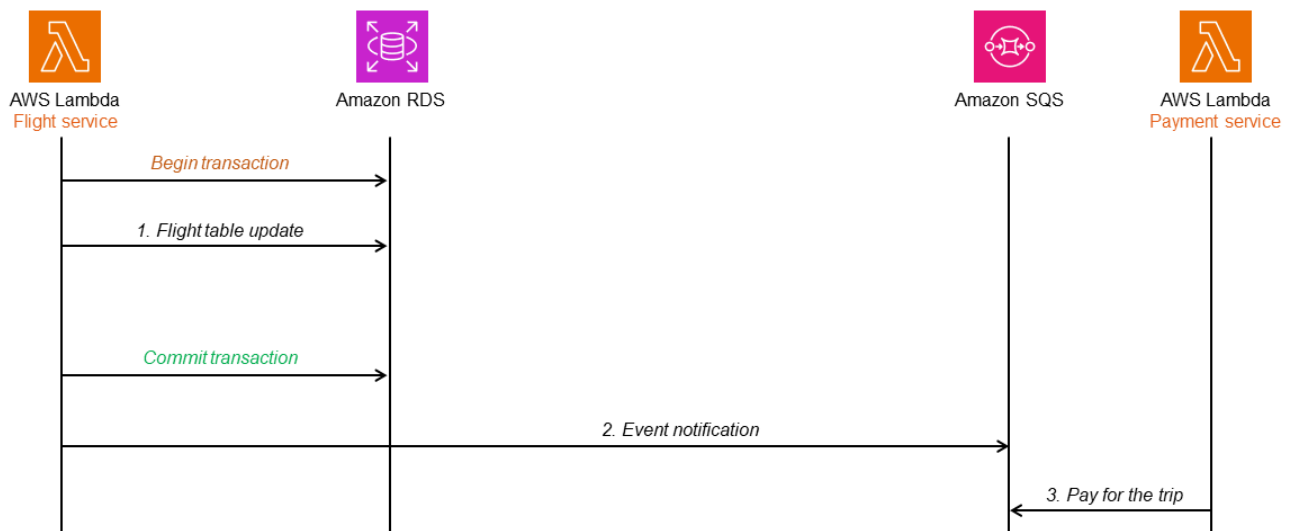 AWS Lambda
Flight service
Amazon RDS
Amazon SQS
AWS Lambda
Payment service
Begin transaction
1. Flight table update
Commit transaction
2. Event notification
3. Pay for the trip